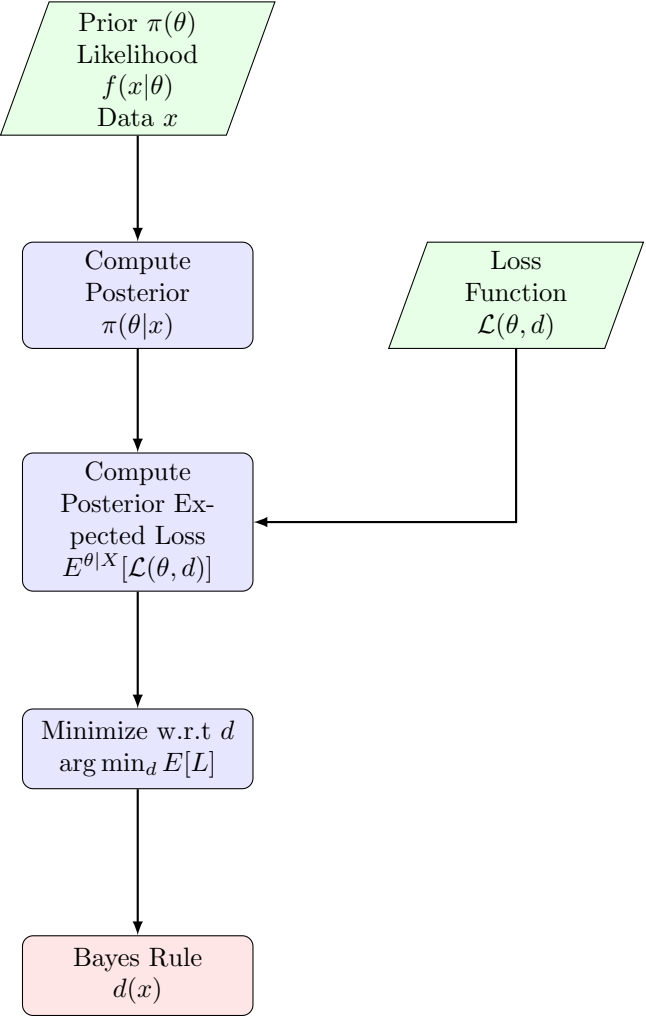 Prior π(θ)
Likelihood
f(x|θ)
Data x
Compute
Posterior
π(θ|x)
Loss
Function
ℒ(θ, d)
Compute
Posterior Ex-
pected Loss
E^{θ|X}[ℒ(θ, d)]
Minimize w.r.t d
arg min_d E[L]
Bayes Rule
d(x)